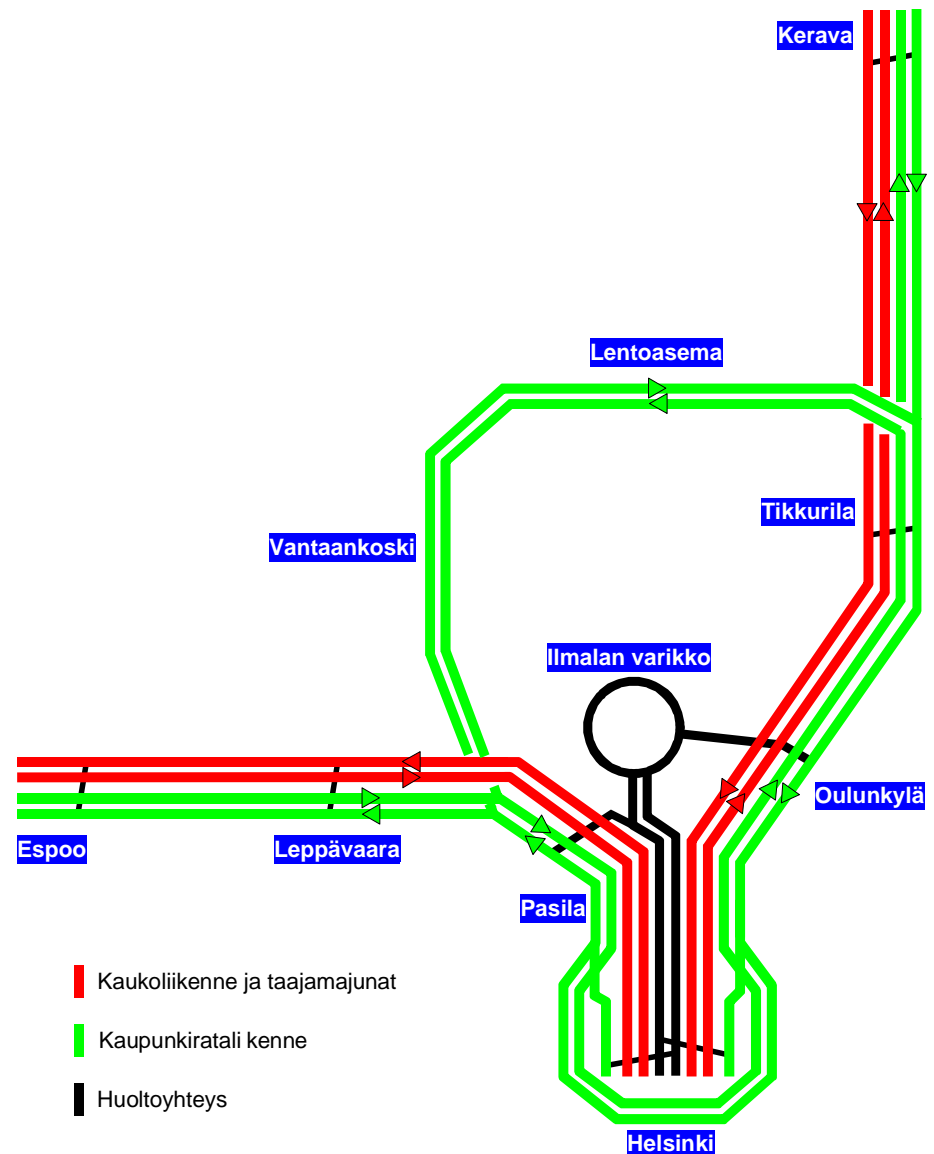 Kerava
Lentoasema
Tikkurila
Vantaankoski
Ilmalan varikko
Oulunkylä
Espoo
Leppävaara
Pasila
Kaukoliikenne ja taajamajunat
Kaupunkiratali kenne
Huoltoyhteys
Helsinki